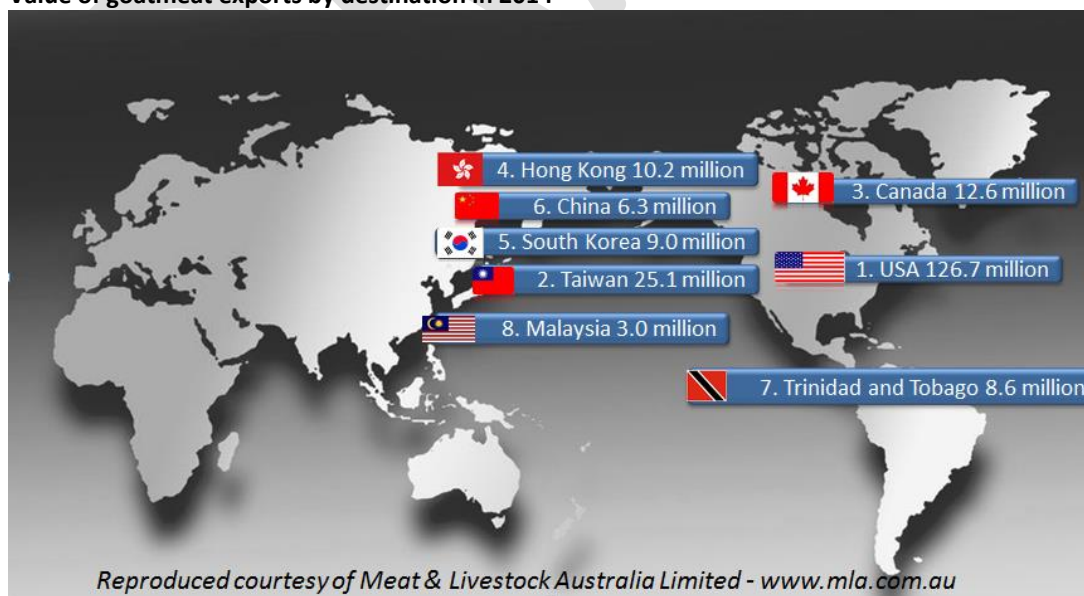 Value of goatmeat exports by destination in 2014
4. Hong Kong 10.2 million
3. Canada 12.6 million
6. China 6.3 million
5. South Korea 9.0 million
1. USA 126.7 million
2. Taiwan 25.1 million
8. Malaysia 3.0 million
7. Trinidad and Tobago 8.6 million
Reproduced courtesy of Meat & Livestock Australia Limited - www.mla.com.au